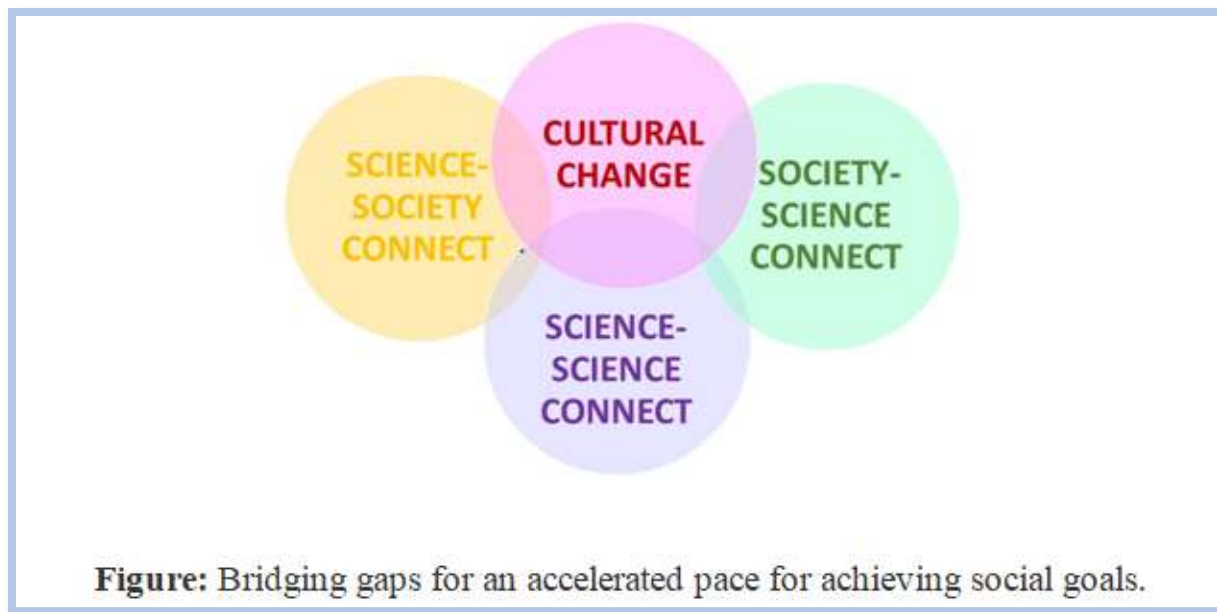 CULTURAL
CHANGE
SCIENCE-
SOCIETY
CONNECT
SOCIETY-
SCIENCE
CONNECT
SCIENCE-
SCIENCE
CONNECT
Figure: Bridging gaps for an accelerated pace for achieving social goals.